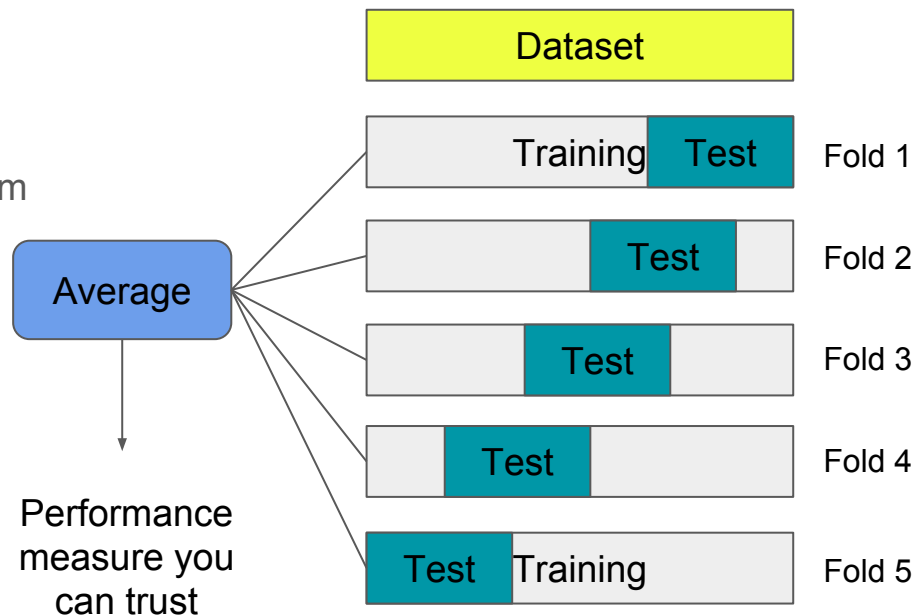 Dataset
Training Test Fold 1
m
Test Fold 2
Average
Test Fold 3
Test Fold 4
Performance
measure you
can trust
Test Training Fold 5